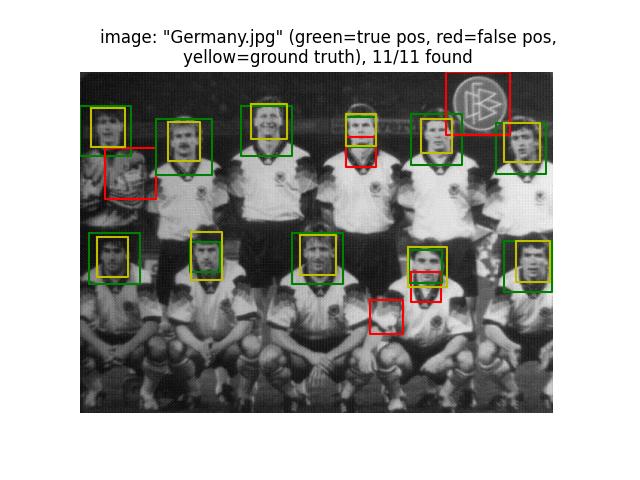 image: "Germany.jpg" (green=true pos, red=false pos,
yellow=ground truth), 11/11 found